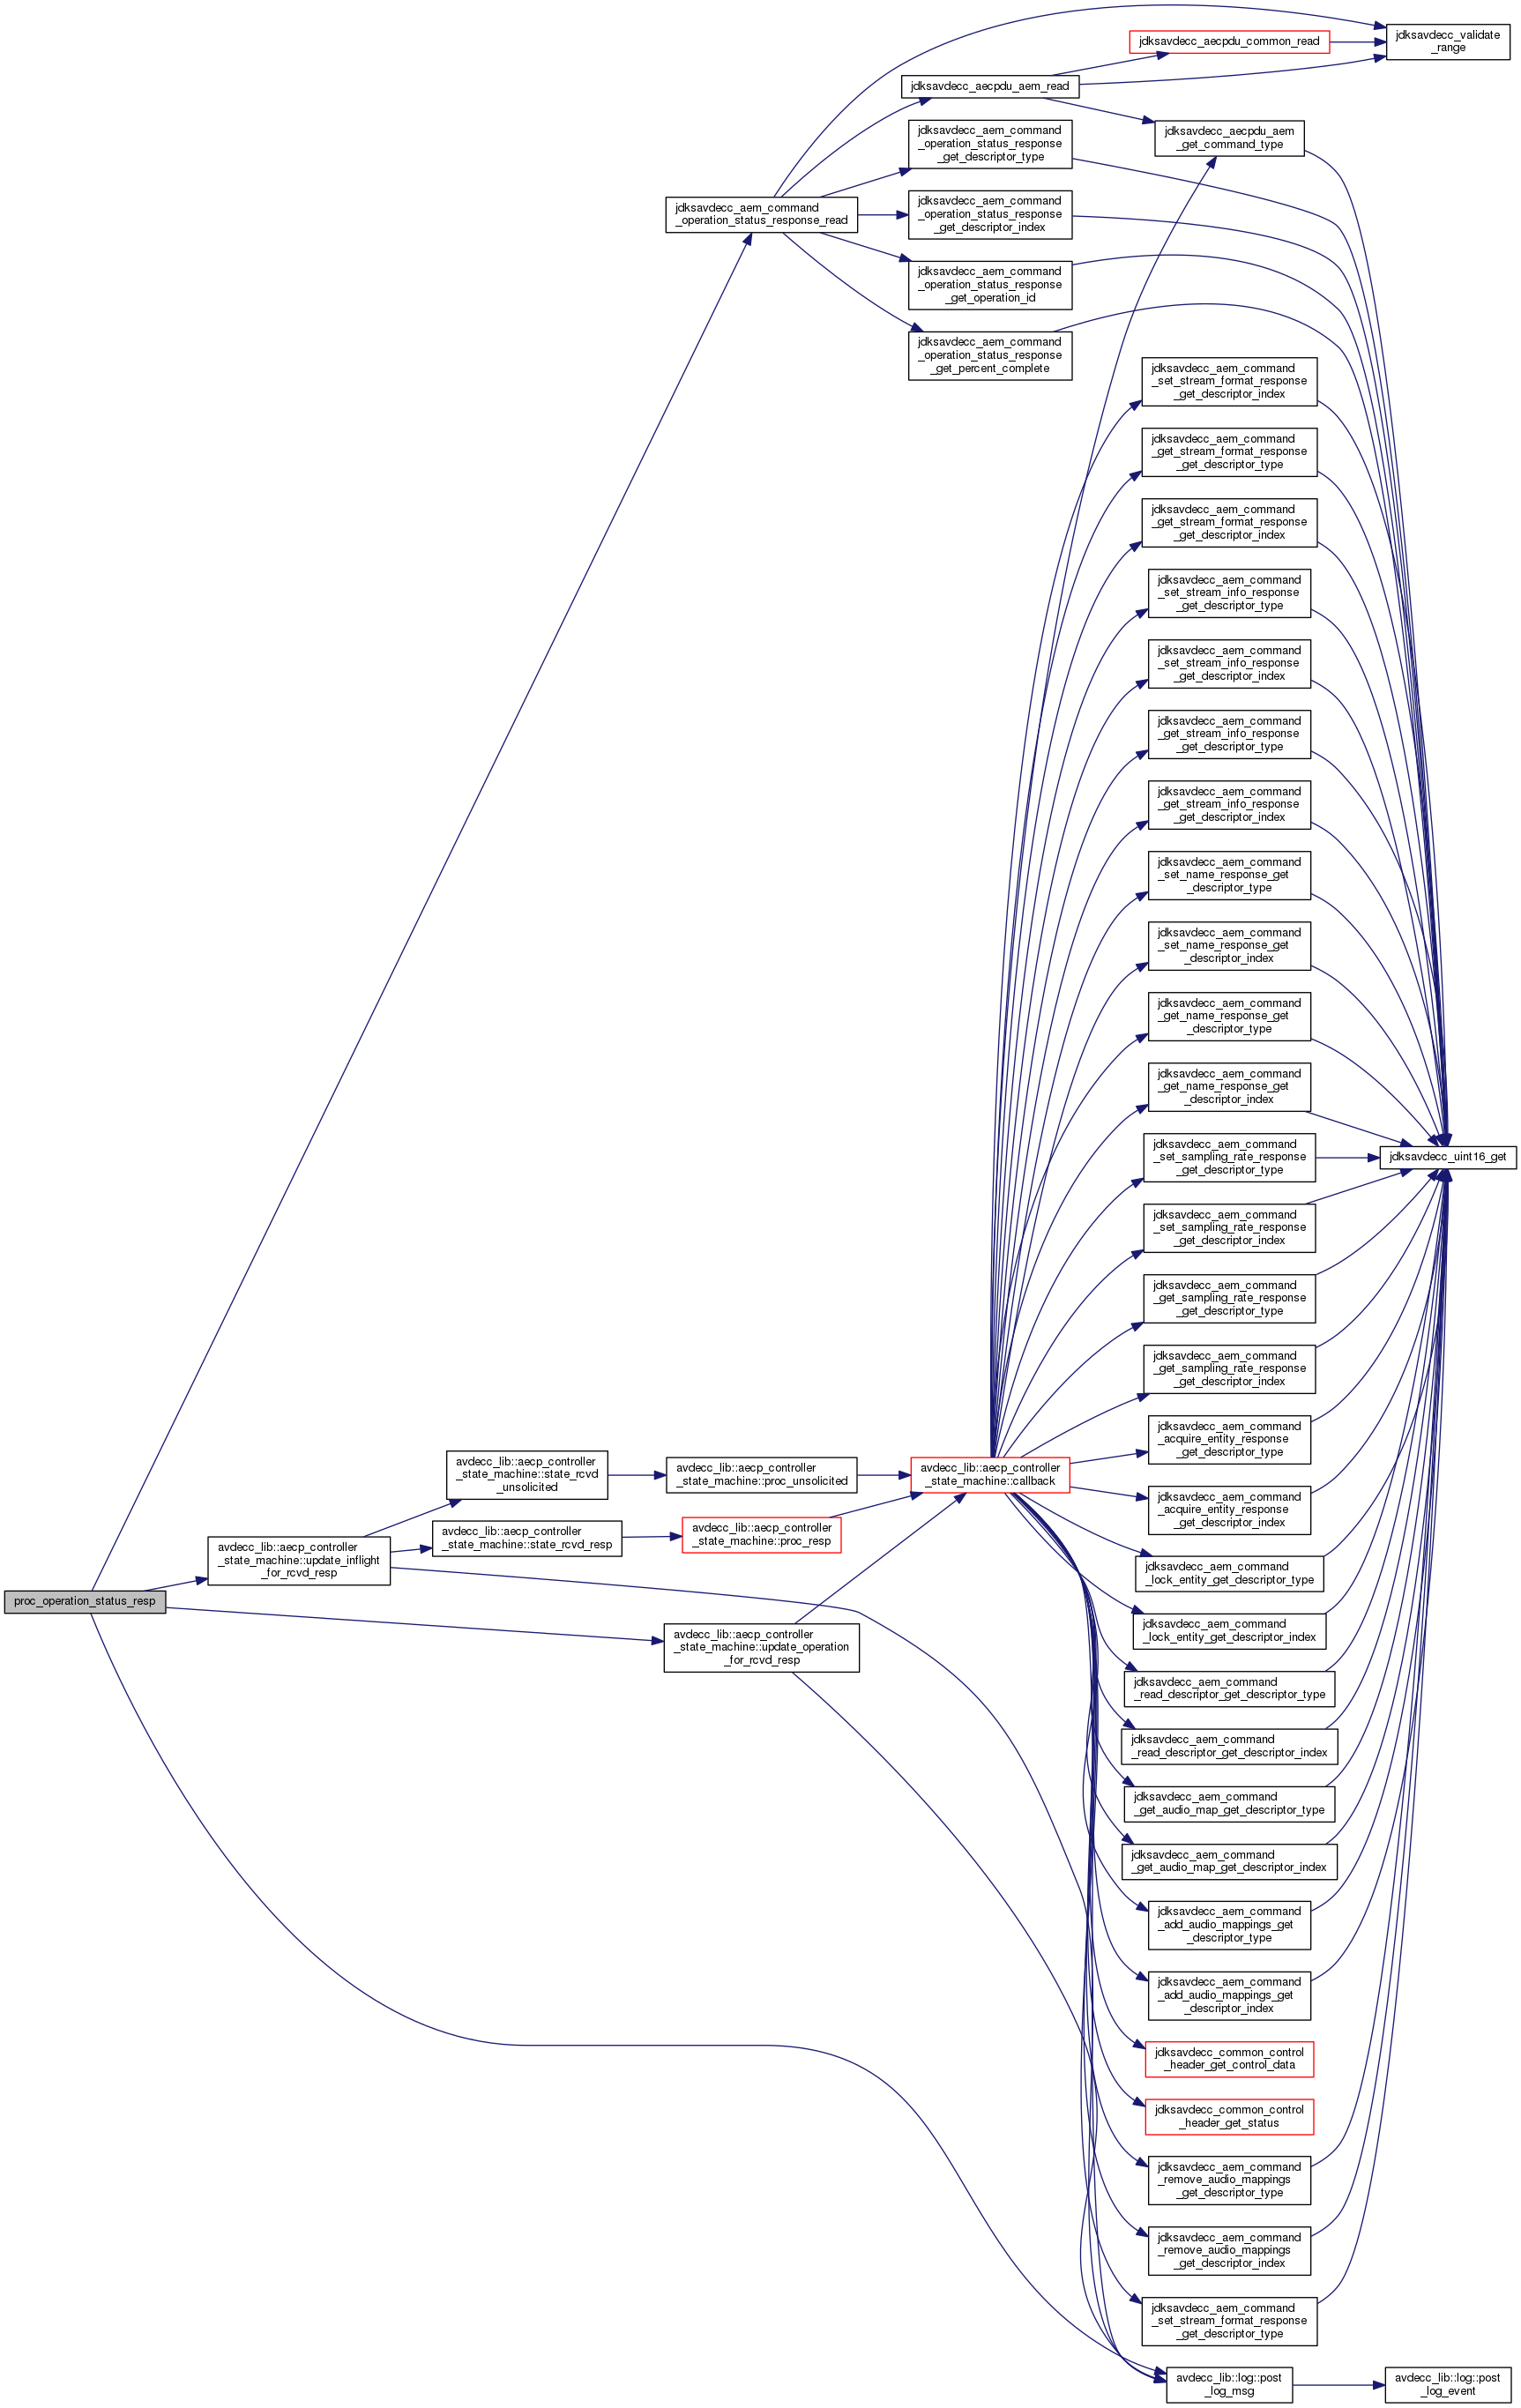 jdksavdecc_validate
_range
jdksavdecc_aecpdu_common_read
jdksavdecc_aecpdu_aem_read
jdksavdecc_aem_command
_operation_status_response
_get_descriptor_type
jdksavdecc_aecpdu_aem
_get_command_type
jdksavdecc_aem_command
_operation_status_response_read
jdksavdecc_aem_command
_operation_status_response
_get_descriptor_index
jdksavdecc_aem_command
_operation_status_response
_get_operation_id
jdksavdecc_aem_command
_operation_status_response
_get_percent_complete
jdksavdecc_aem_command
_set_stream_format_response
_get_descriptor_index
jdksavdecc_aem_command
_get_stream_format_response
_get_descriptor_type
jdksavdecc_aem_command
_get_stream_format_response
_get_descriptor_index
jdksavdecc_aem_command
_set_stream_info_response
_get_descriptor_type
jdksavdecc_aem_command
_set_stream_info_response
_get_descriptor_index
jdksavdecc_aem_command
_get_stream_info_response
_get_descriptor_type
jdksavdecc_aem_command
_get_stream_info_response
_get_descriptor_index
jdksavdecc_aem_command
_set_name_response_get
_descriptor_type
jdksavdecc_aem_command
_set_name_response_get
_descriptor_index
jdksavdecc_aem_command
_get_name_response_get
_descriptor_type
jdksavdecc_aem_command
_get_name_response_get
_descriptor_index
jdksavdecc_aem_command
_set_sampling_rate_response
_get_descriptor_type
jdksavdecc_uint16_get
jdksavdecc_aem_command
_set_sampling_rate_response
_get_descriptor_index
jdksavdecc_aem_command
_get_sampling_rate_response
_get_descriptor_type
jdksavdecc_aem_command
_get_sampling_rate_response
_get_descriptor_index
jdksavdecc_aem_command
_acquire_entity_response
_get_descriptor_type
avdecc_lib::aecp_controller
_state_machine::state_rcvd
_unsolicited
avdecc_lib::aecp_controller
_state_machine::proc_unsolicited
avdecc_lib::aecp_controller
_state_machine::callback
jdksavdecc_aem_command
_acquire_entity_response
_get_descriptor_index
avdecc_lib::aecp_controller
_state_machine::state_rcvd_resp
avdecc_lib::aecp_controller
_state_machine::proc_resp
avdecc_lib::aecp_controller
_state_machine::update_inflight
_for_rcvd_resp
jdksavdecc_aem_command
_lock_entity_get_descriptor_type
proc_operation_status_resp
jdksavdecc_aem_command
_lock_entity_get_descriptor_index
avdecc_lib::aecp_controller
_state_machine::update_operation
_for_rcvd_resp
jdksavdecc_aem_command
_read_descriptor_get_descriptor_type
jdksavdecc_aem_command
_read_descriptor_get_descriptor_index
jdksavdecc_aem_command
_get_audio_map_get_descriptor_type
jdksavdecc_aem_command
_get_audio_map_get_descriptor_index
jdksavdecc_aem_command
_add_audio_mappings_get
_descriptor_type
jdksavdecc_aem_command
_add_audio_mappings_get
_descriptor_index
jdksavdecc_common_control
_header_get_control_data
jdksavdecc_common_control
_header_get_status
jdksavdecc_aem_command
_remove_audio_mappings
_get_descriptor_type
jdksavdecc_aem_command
_remove_audio_mappings
_get_descriptor_index
jdksavdecc_aem_command
_set_stream_format_response
_get_descriptor_type
avdecc_lib::log::post
_log_msg
avdecc_lib::log::post
_log_event